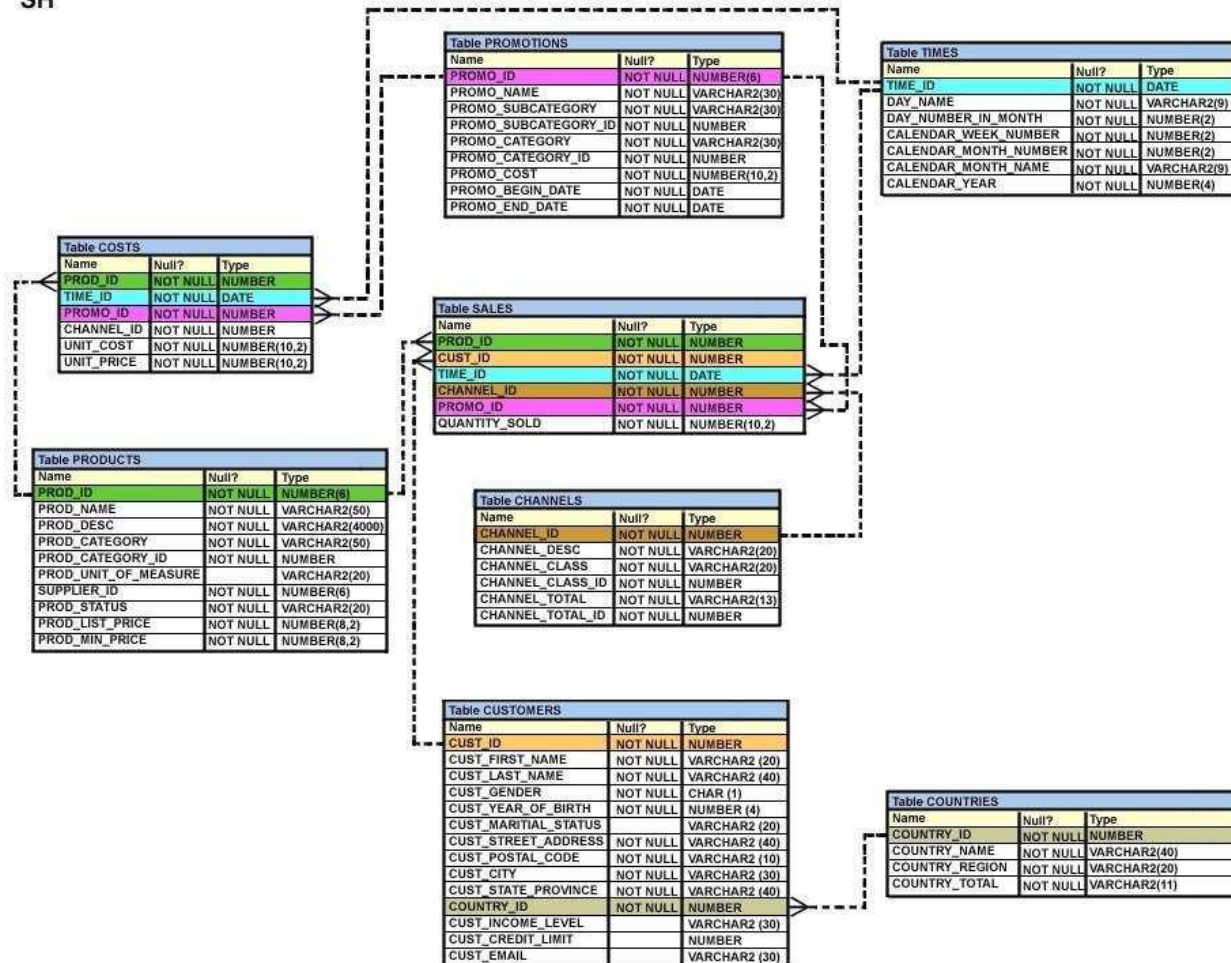 SH
Table PROMOTIONS
Name Null? Type
PROMO_ID NOT NULL NUMBER(6)
PROMO_NAME NOT NULL VARCHAR2(30)
PROMO_SUBCATEGORY NOT NULL VARCHAR2(30)
PROMO_SUBCATEGORY_ID NOT NULL NUMBER
PROMO_CATEGORY NOT NULL VARCHAR2(30)
PROMO_CATEGORY_ID NOT NULL NUMBER
PROMO_COST NOT NULL NUMBER(10,2)
PROMO_BEGIN_DATE NOT NULL DATE
PROMO_END_DATE NOT NULL DATE
Table TIMES
Name Null? Type
TIME_ID NOT NULL DATE
DAY_NAME NOT NULL VARCHAR2(9)
DAY_NUMBER_IN_MONTH NOT NULL NUMBER(2)
CALENDAR_WEEK_NUMBER NOT NULL NUMBER(2)
CALENDAR_MONTH_NUMBER NOT NULL NUMBER(2)
CALENDAR_MONTH_NAME NOT NULL VARCHAR2(9)
CALENDAR_YEAR NOT NULL NUMBER(4)
Table COSTS
Name Null? Type
PROD_ID NOT NULL NUMBER
TIME_ID NOT NULL DATE
PROMO_ID NOT NULL NUMBER
CHANNEL_ID NOT NULL NUMBER
UNIT_COST NOT NULL NUMBER(10,2)
UNIT_PRICE NOT NULL NUMBER(10,2)
Table SALES
Name Null? Type
PROD_ID NOT NULL NUMBER
CUST_ID NOT NULL NUMBER
TIME_ID NOT NULL DATE
CHANNEL_ID NOT NULL NUMBER
PROMO_ID NOT NULL NUMBER
QUANTITY_SOLD NOT NULL NUMBER(10,2)
Table PRODUCTS
Name Null? Type
PROD_ID NOT NULL NUMBER(6)
PROD_NAME NOT NULL VARCHAR2(50)
PROD_DESC NOT NULL VARCHAR2(4000)
PROD_CATEGORY NOT NULL VARCHAR2(50)
PROD_CATEGORY_ID NOT NULL NUMBER
PROD_UNIT_OF_MEASURE VARCHAR2(20)
SUPPLIER_ID NOT NULL NUMBER(6)
PROD_STATUS NOT NULL VARCHAR2(20)
PROD_LIST_PRICE NOT NULL NUMBER(8,2)
PROD_MIN_PRICE NOT NULL NUMBER(8,2)
Table CHANNELS
Name Null? Type
CHANNEL_ID NOT NULL NUMBER
CHANNEL_DESC NOT NULL VARCHAR2(20)
CHANNEL_CLASS NOT NULL VARCHAR2(20)
CHANNEL_CLASS_ID NOT NULL NUMBER
CHANNEL_TOTAL NOT NULL VARCHAR2(13)
CHANNEL_TOTAL_ID NOT NULL NUMBER
Table CUSTOMERS
Name Null? Type
CUST_ID NOT NULL NUMBER
CUST_FIRST_NAME NOT NULL VARCHAR2 (20)
CUST_LAST_NAME NOT NULL VARCHAR2 (40)
CUST_GENDER NOT NULL CHAR (1)
CUST_YEAR_OF_BIRTH NOT NULL NUMBER (4)
CUST_MARITIAL_STATUS VARCHAR2 (20)
CUST_STREET_ADDRESS NOT NULL VARCHAR2 (40)
CUST_POSTAL_CODE NOT NULL VARCHAR2 (10)
CUST_CITY NOT NULL VARCHAR2 (30)
CUST_STATE_PROVINCE NOT NULL VARCHAR2 (40)
COUNTRY_ID NOT NULL NUMBER
CUST_INCOME_LEVEL VARCHAR2 (30)
CUST_CREDIT_LIMIT NUMBER
CUST_EMAIL VARCHAR2 (30)
Table COUNTRIES
Name Null? Type
COUNTRY_ID NOT NULL NUMBER
COUNTRY_NAME NOT NULL VARCHAR2(40)
COUNTRY_REGION NOT NULL VARCHAR2(20)
COUNTRY_TOTAL NOT NULL VARCHAR2(11)